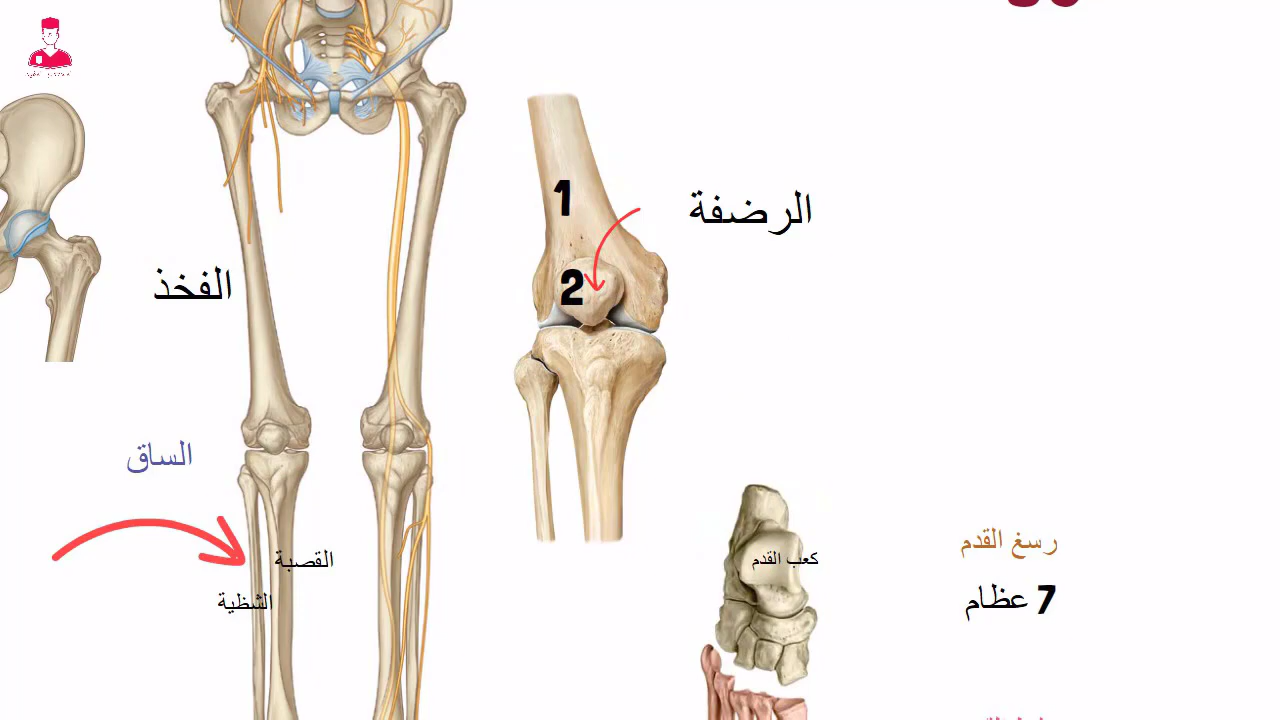 الرضفة
1
2
الفخذ
الساق
القصبة
الشظية
كعب القدم
رسغ القدم
7 عظام